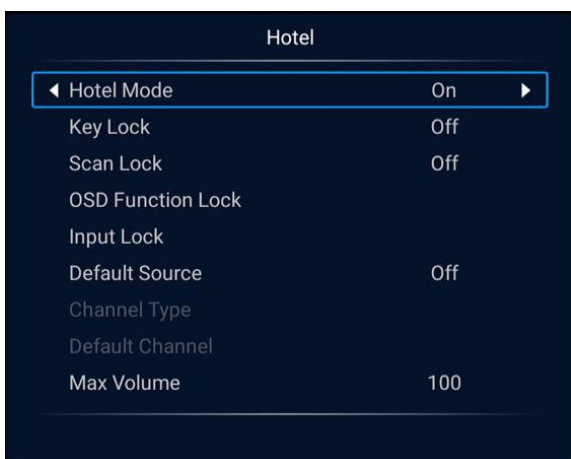 Hotel
Hotel Mode On
Key Lock Off
Scan Lock Off
OSD Function Lock
Input Lock
Default Source Off
Channel Type
Default Channel
Max Volume 100